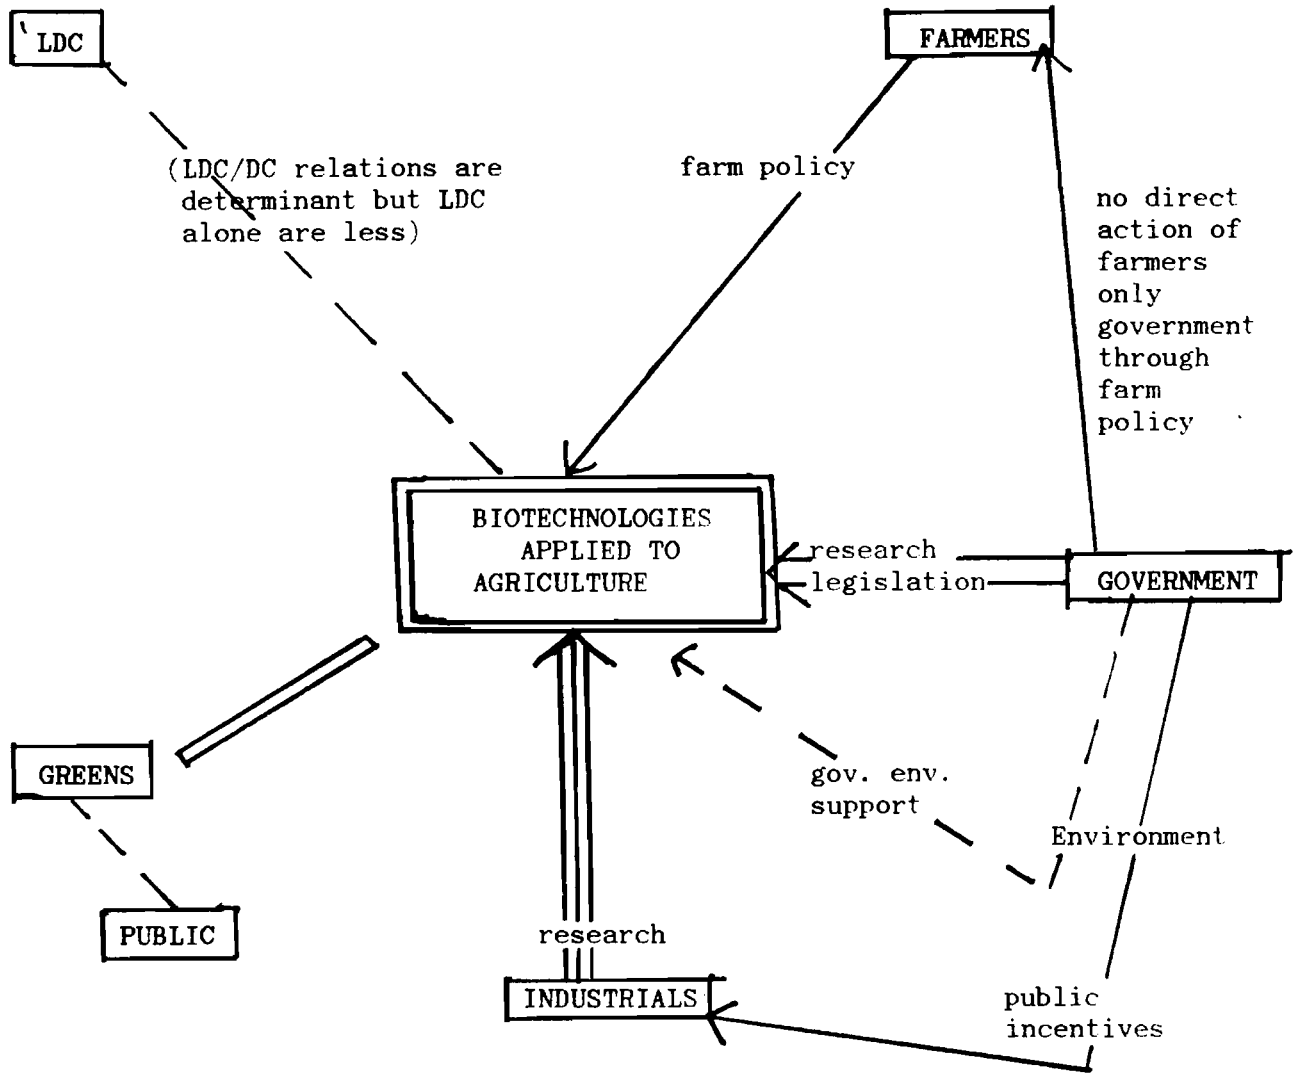 LDC
FARMERS
(LDC/DC relations are
determinant but LDC
alone are less)
farm policy
no direct
action of
farmers
only
government
through
farm
policy
BIOTECHNOLOGIES
APPLIED TO
AGRICULTURE
research
legislation
GOVERNMENT
GREENS
gov. env.
support
Environment
PUBLIC
research
INDUSTRIALS
public
incentives